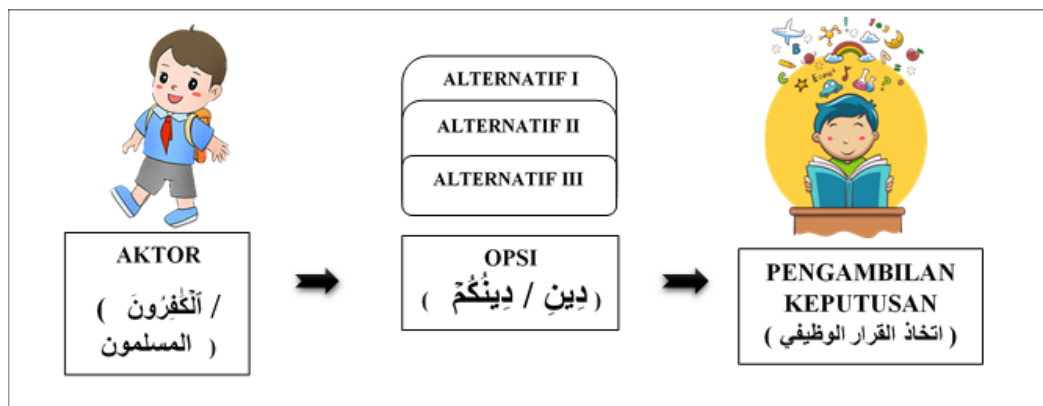 AKTOR
( ٱلۡكَٰفِرُونَ /
المسلمون )
ALTERNATIF I
ALTERNATIF II
ALTERNATIF III
OPSI
( دِينِ / دِينُكُمۡ )
PENGAMBILAN
KEPUTUSAN
( اتخاذ القرار الوظيفي )